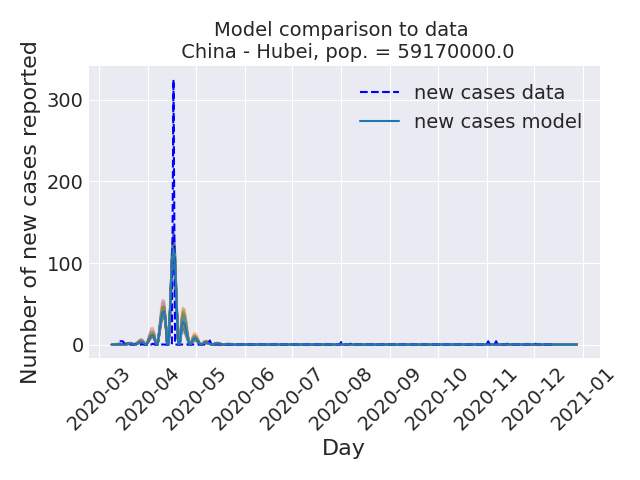 Model comparison to data
China - Hubei, pop. = 59170000.0
Number of new cases reported
300
200
100
0
new cases data
new cases model
2020-03
2020-04
2020-05
2020-06
2020-07
2020-08
2020-09
2020-10
2020-11
2020-12
2021-01
Day